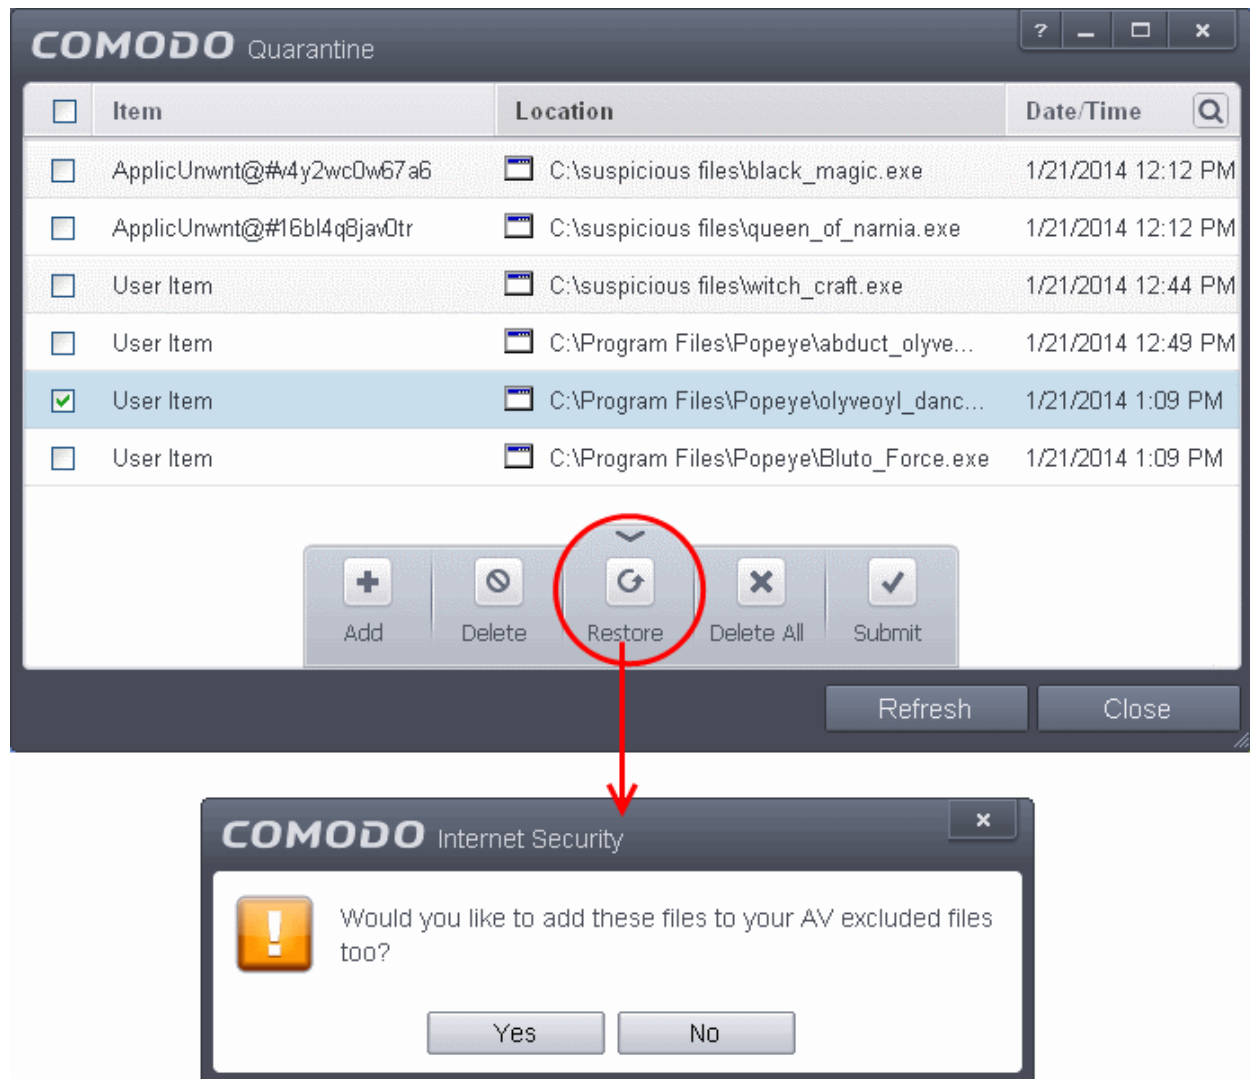 COMODO Quarantine
?
Item Location Date/Time
ApplicUnwnt@#v4y2wc0w67a6 C:\suspicious files\black_magic.exe 1/21/2014 12:12 PM
ApplicUnwnt@#16bl4q8jav0tr C:\suspicious files\queen_of_narnia.exe 1/21/2014 12:12 PM
User Item C:\suspicious files\witch_craft.exe 1/21/2014 12:44 PM
User Item C:\Program Files\Popeye\abduct_olyve... 1/21/2014 12:49 PM
User Item C:\Program Files\Popeye\olyveoyl_danc... 1/21/2014 1:09 PM
User Item C:\Program Files\Popeye\Bluto_Force.exe 1/21/2014 1:09 PM
Add Delete Restore Delete All Submit
Refresh Close
COMODO Internet Security
Would you like to add these files to your AV excluded files
too?
Yes No